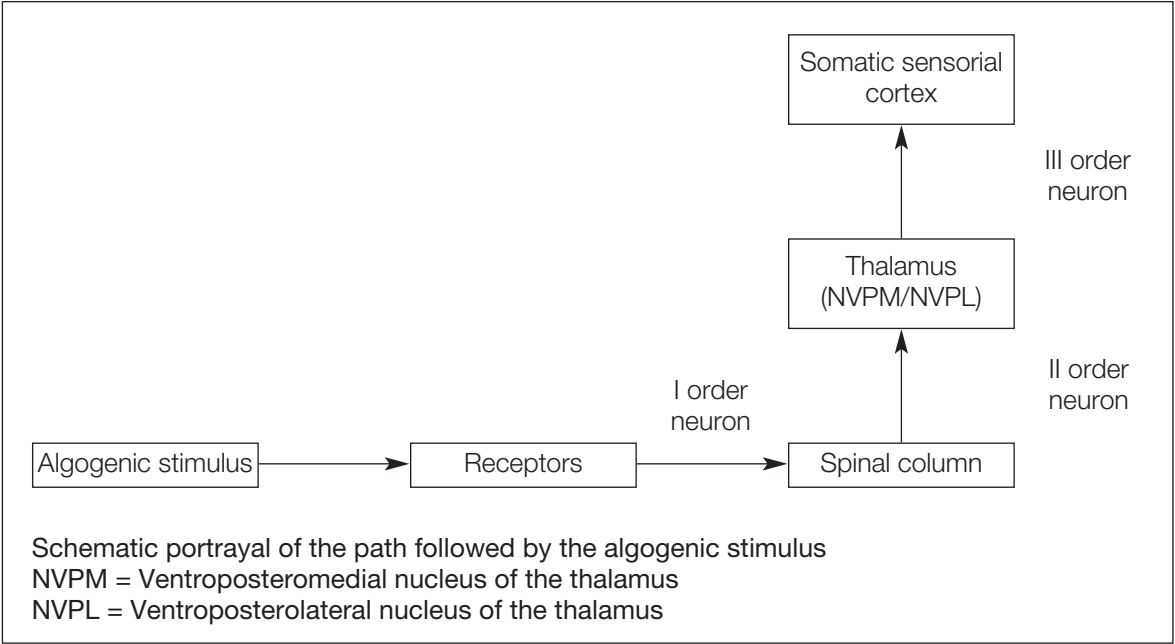 Somatic sensorial
cortex
III order
neuron
Thalamus
(NVPM/NVPL)
II order
neuron
I order
neuron
Algogenic stimulus
Receptors
Spinal column
Schematic portrayal of the path followed by the algogenic stimulus
NVPM = Ventroposteromedial nucleus of the thalamus
NVPL = Ventroposterolateral nucleus of the thalamus